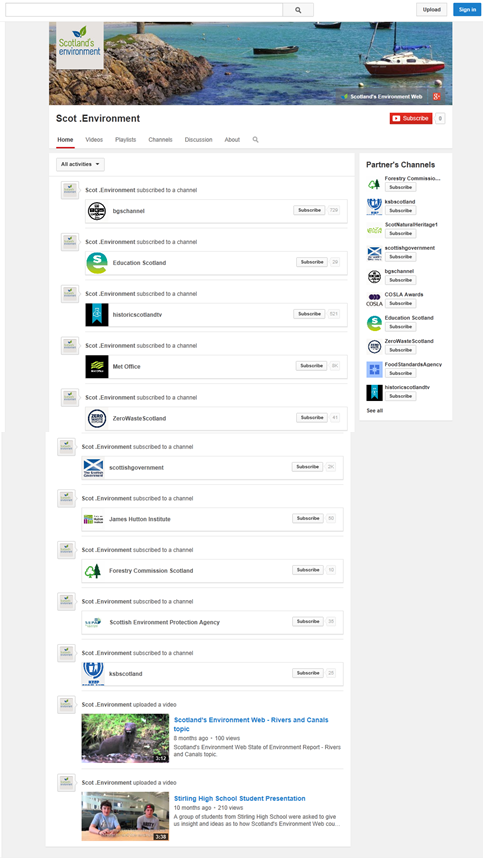 Upload
Sign in
Scotland's
environment
Scotland's Environment Web
Scot .Environment
Subscribe
0
Home
Videos
Playlists
Channels
Discussion
About
All activities
Scot .Environment subscribed to a channel
bgschannel
Subscribe
Scot .Environment subscribed to a channel
Education Scotland
Subscribe
Scot .Environment subscribed to a channel
historicscotlandtv
Subscribe
521
Scot .Environment subscribed to a channel
Met Office
Subscribe
Scot .Environment subscribed to a channel
ZERO
ZeroWasteScotland
Subscribe
41
Scot .Environment subscribed to a channel
scottishgovernment
Subscribe
2K
Scot .Environment subscribed to a channel
James Hutton Institute
Subscribe
Scot .Environment subscribed to a channel
Forestry Commission Scotland
Subscribe
Scot .Environment subscribed to a channel
SEPA
Scottish Environment Protection Agency
Subscribe
Scot .Environment subscribed to a channel
KEEP
ksbscotland
Subscribe
Scot .Environment uploaded a video
3:12
Scotland's Environment Web - Rivers and Canals
topic
8 months ago • 100 views
Scotland's Environment Web State of Environment Report - Rivers
and Canals topic.
Scot .Environment uploaded a video
3:38
Stirling High School Student Presentation
10 months ago • 210 views
A group of students from Stirling High School were asked to give
us insight and ideas as to how Scotland's Environment Web cou...
Partner's Channels
Forestry Commissio...
Subscribe
ksbscotland
Subscribe
ScotNaturalHeritage1
Subscribe
scottishgovernment
Subscribe
bgschannel
Subscribe
COSLA
COSLA Awards
Subscribe
Education Scotland
Subscribe
ZeroWasteScotland
Subscribe
FoodStandardsAgency
Subscribe
historicscotlandtv
Subscribe
See all